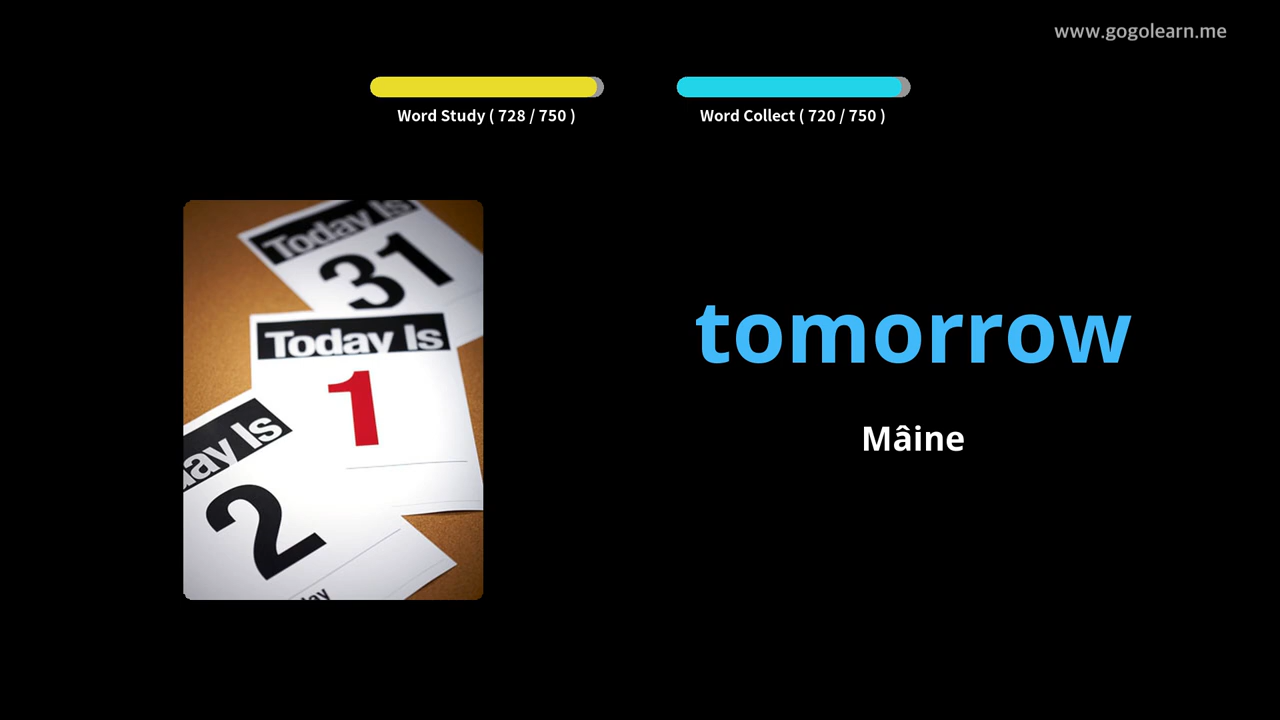 www.gogolearn.me
Word Study ( 728 / 750 )
Word Collect ( 720 / 750 )
Today Is
31
Today Is
1
ay Is
2
tomorrow
Mâine